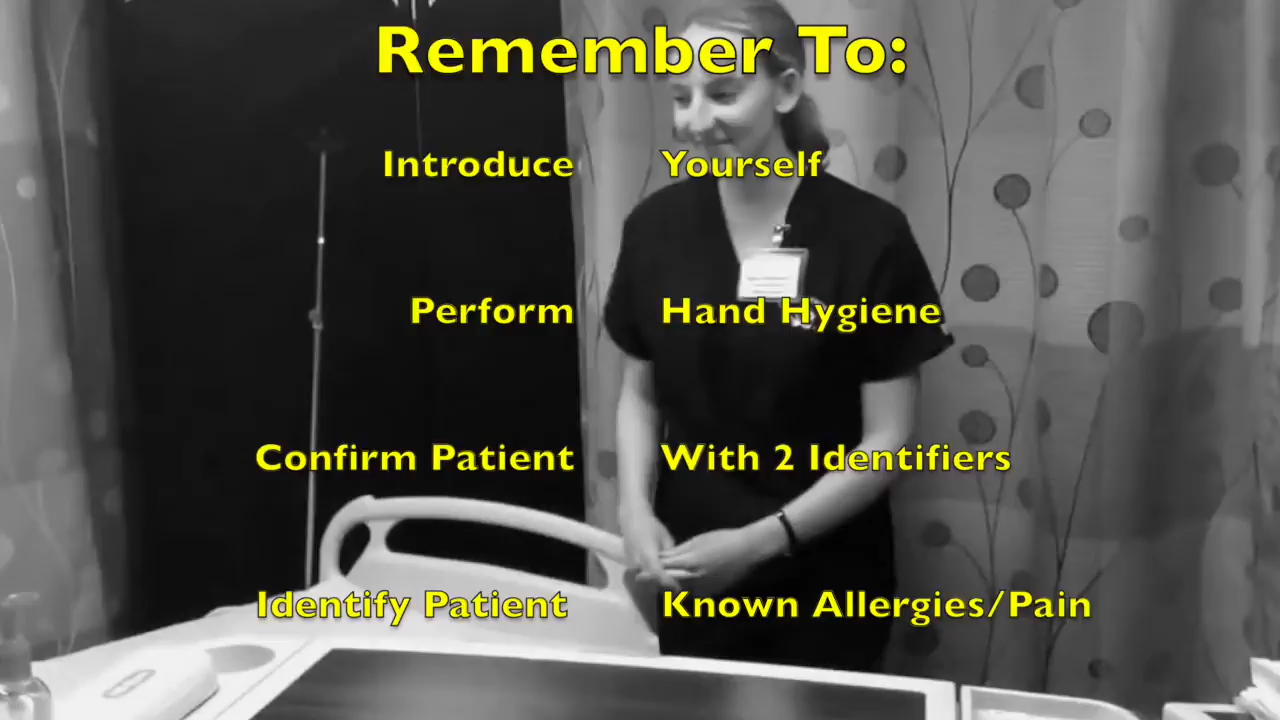 Remember To:
Introduce Yourself
Perform Hand Hygiene
Confirm Patient With 2 Identifiers
Identify Patient Known Allergies/Pain